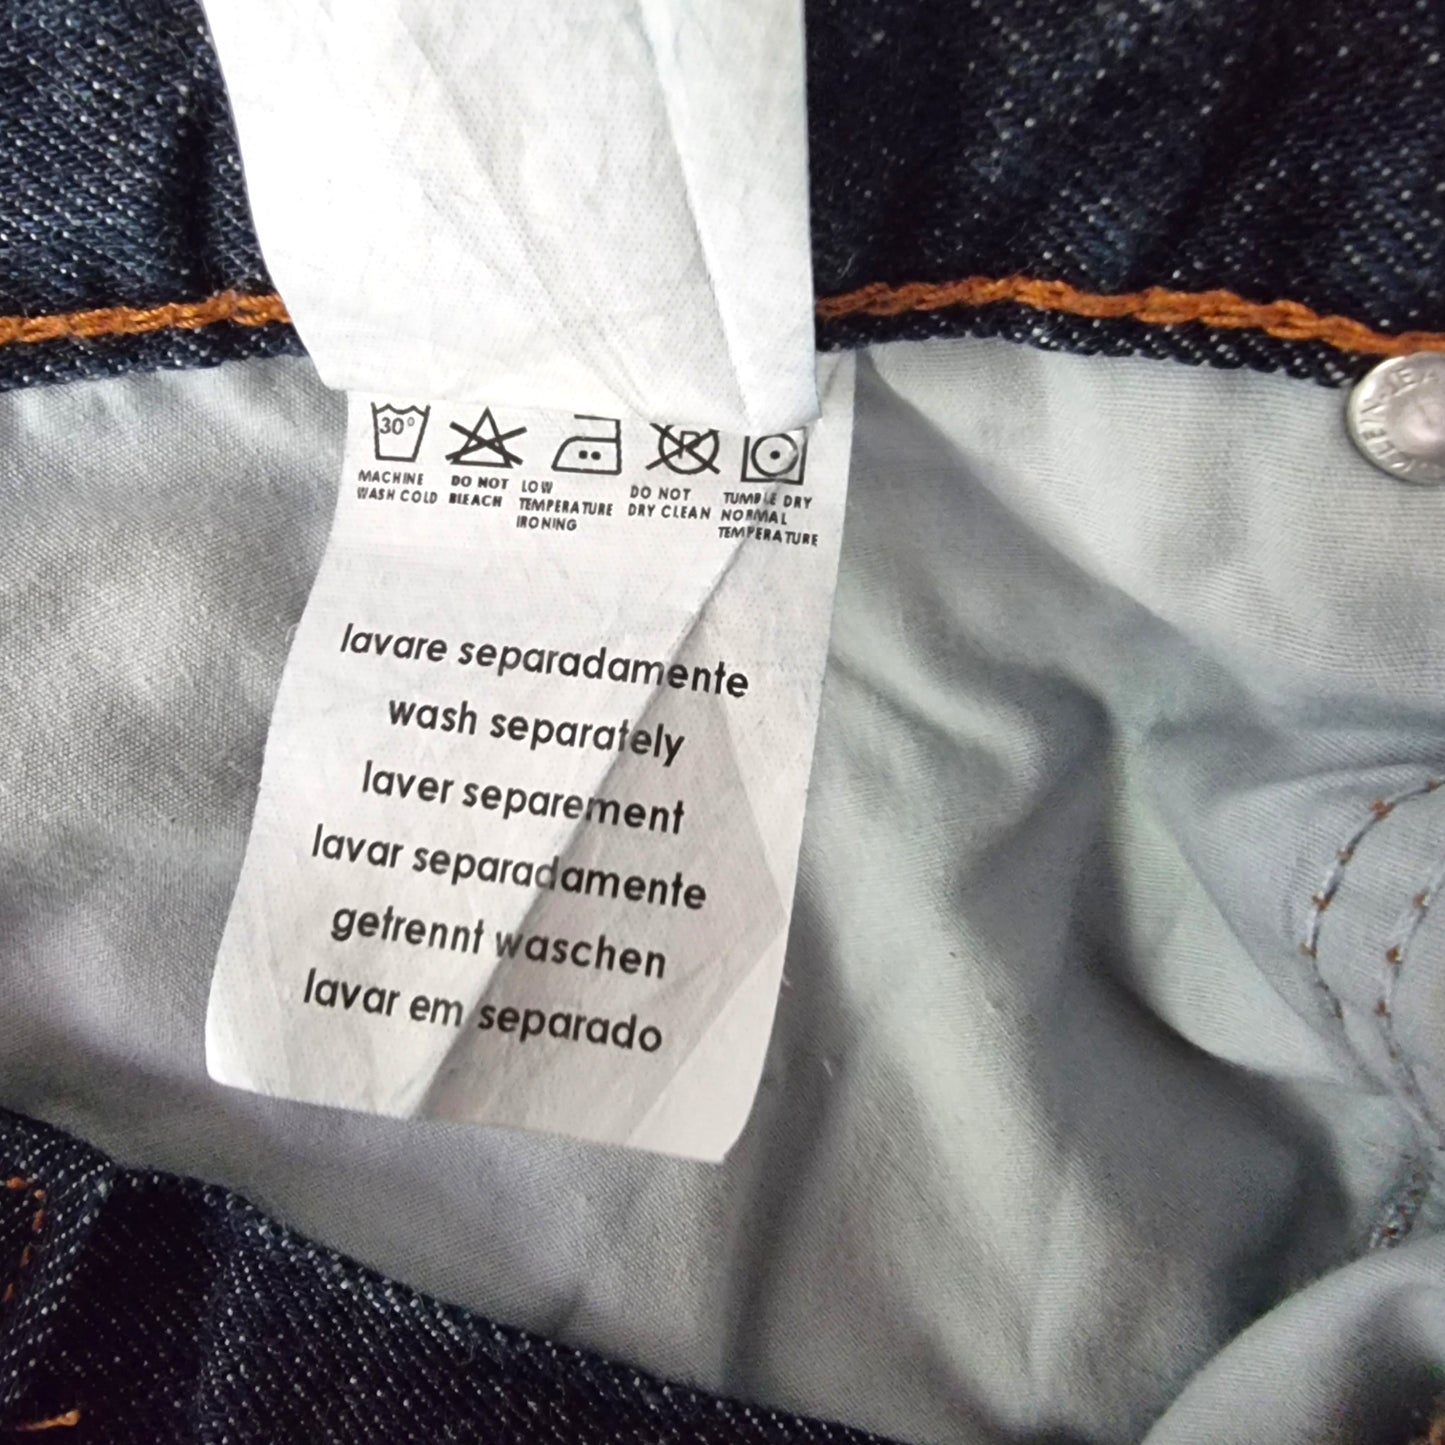 30°
MACHINE
WASH COLD
DO NOT
BLEACH
LOW
TEMPERATURE
IRONING
R
DO NOT
DRY CLEAN
TUMBLE DRY
NORMAL
TEMPERATURE
lavare separadamente
wash separately
laver separement
lavar separadamente
getrennt waschen
lavar em separado